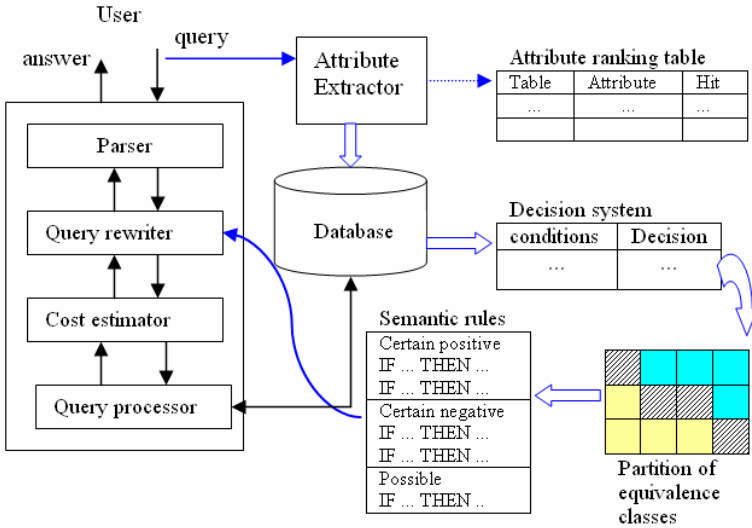 User
query
answer
Attribute
Extractor
Attribute ranking table
Table Attribute Hit
... ... ...
Parser
Query rewriter
Cost estimator
Query processor
Database
Decision system
conditions Decision
... ...
Semantic rules
Certain positive
IF ... THEN ...
IF ... THEN ...
Certain negative
IF ... THEN ...
IF ... THEN ...
Possible
IF ... THEN ..
Partition of
equivalence
classes